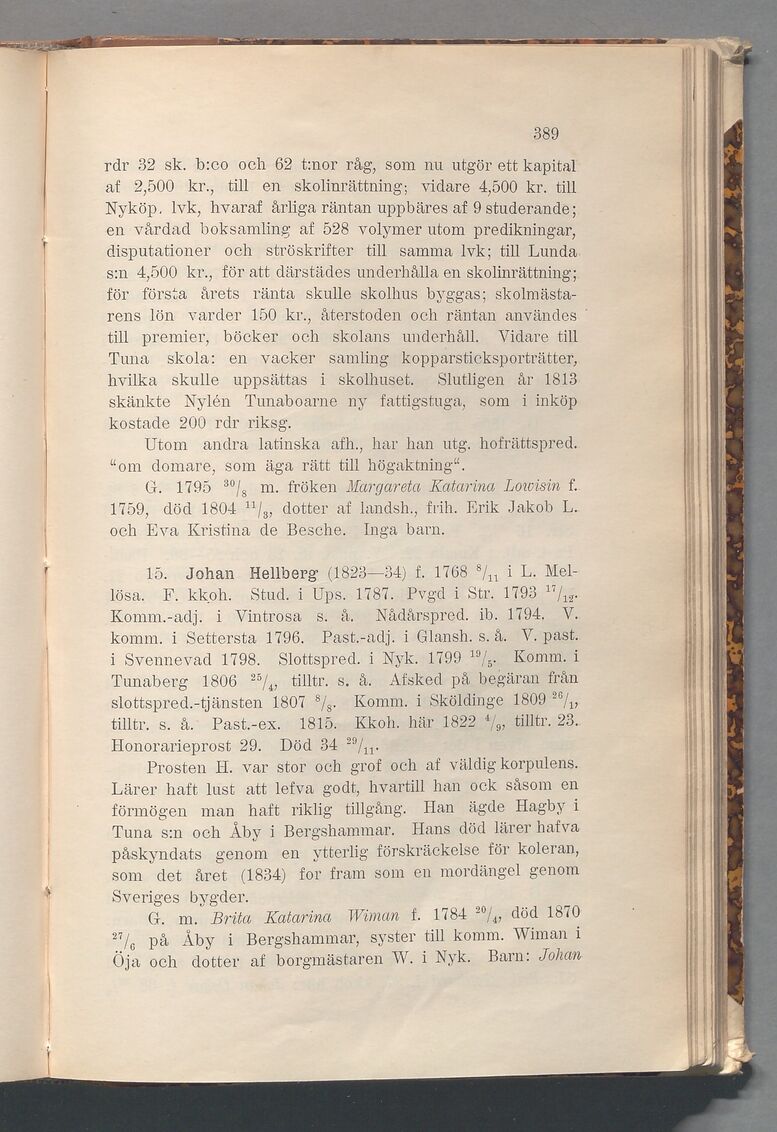 389
rdr 32 sk. b:co och 62 t:nor råg, som nu utgör ett kapital
af 2,500 kr., till en skolinrättning; vidare 4,500 kr. till
Nyköp. lvk, hvaraf årliga räntan uppbäres af 9 studerande;
en vårdad boksamling af 528 volymer utom predikningar,
disputationer och ströskrifter till samma lvk; till Lunda
s:n 4,500 kr., för att därstädes underhålla en skolinrättning;
för första årets ränta skulle skolhus byggas; skolmästa-
rens lön varder 150 kr., återstoden och räntan användes
till premier, böcker och skolans underhåll. Vidare till
Tuna skola: en vacker samling kopparsticksporträtter,
hvilka skulle uppsättas i skolhuset. Slutligen år 1813
skänkte Nylén Tunaboarne ny fattigstuga, som i inköp
kostade 200 rdr riksg.
Utom andra latinska afh., har han utg. hofrättspred.
“om domare, som äga rätt till högaktning“.
G. 1795 ³⁰/₈ m. fröken Margareta Katarina Lowisin f.
1759, död 1804 ¹¹/₃, dotter af landsh., frih. Erik Jakob L.
och Eva Kristina de Besche. Inga barn.
15. Johan Hellberg (1823—34) f. 1768 ⁸/₁₁ i L. Mel-
lösa. F. kkoh. Stud. i Ups. 1787. Pvgd i Str. 1793 ¹⁷/₁₂.
Komm.-adj. i Vintrosa s. å. Nådårspred. ib. 1794. V.
komm. i Settersta 1796. Past.-adj. i Glansh. s. å. V. past.
i Svennevad 1798. Slottspred. i Nyk. 1799 ¹⁹/₅. Komm. i
Tunaberg 1806 ²⁵/₄, tilltr. s. å. Afsked på begäran från
slottspred.-tjänsten 1807 ⁸/₈. Komm. i Sköldinge 1809 ²⁶/₁,
tilltr. s. å. Past.-ex. 1815. Kkoh. här 1822 ⁴/₉, tilltr. 23.
Honorarieprost 29. Död 34 ²⁹/₁₁.
Prosten H. var stor och grof och af väldig korpulens.
Lärer haft lust att lefva godt, hvartill han ock såsom en
förmögen man haft riklig tillgång. Han ägde Hagby i
Tuna s:n och Åby i Bergshammar. Hans död lärer hafva
påskyndats genom en ytterlig förskräckelse för koleran,
som det året (1834) for fram som en mordängel genom
Sveriges bygder.
G. m. Brita Katarina Wiman f. 1784 ²⁰/₄, död 1870
²⁷/₆ på Åby i Bergshammar, syster till komm. Wiman i
Öja och dotter af borgmästaren W. i Nyk. Barn: Johan